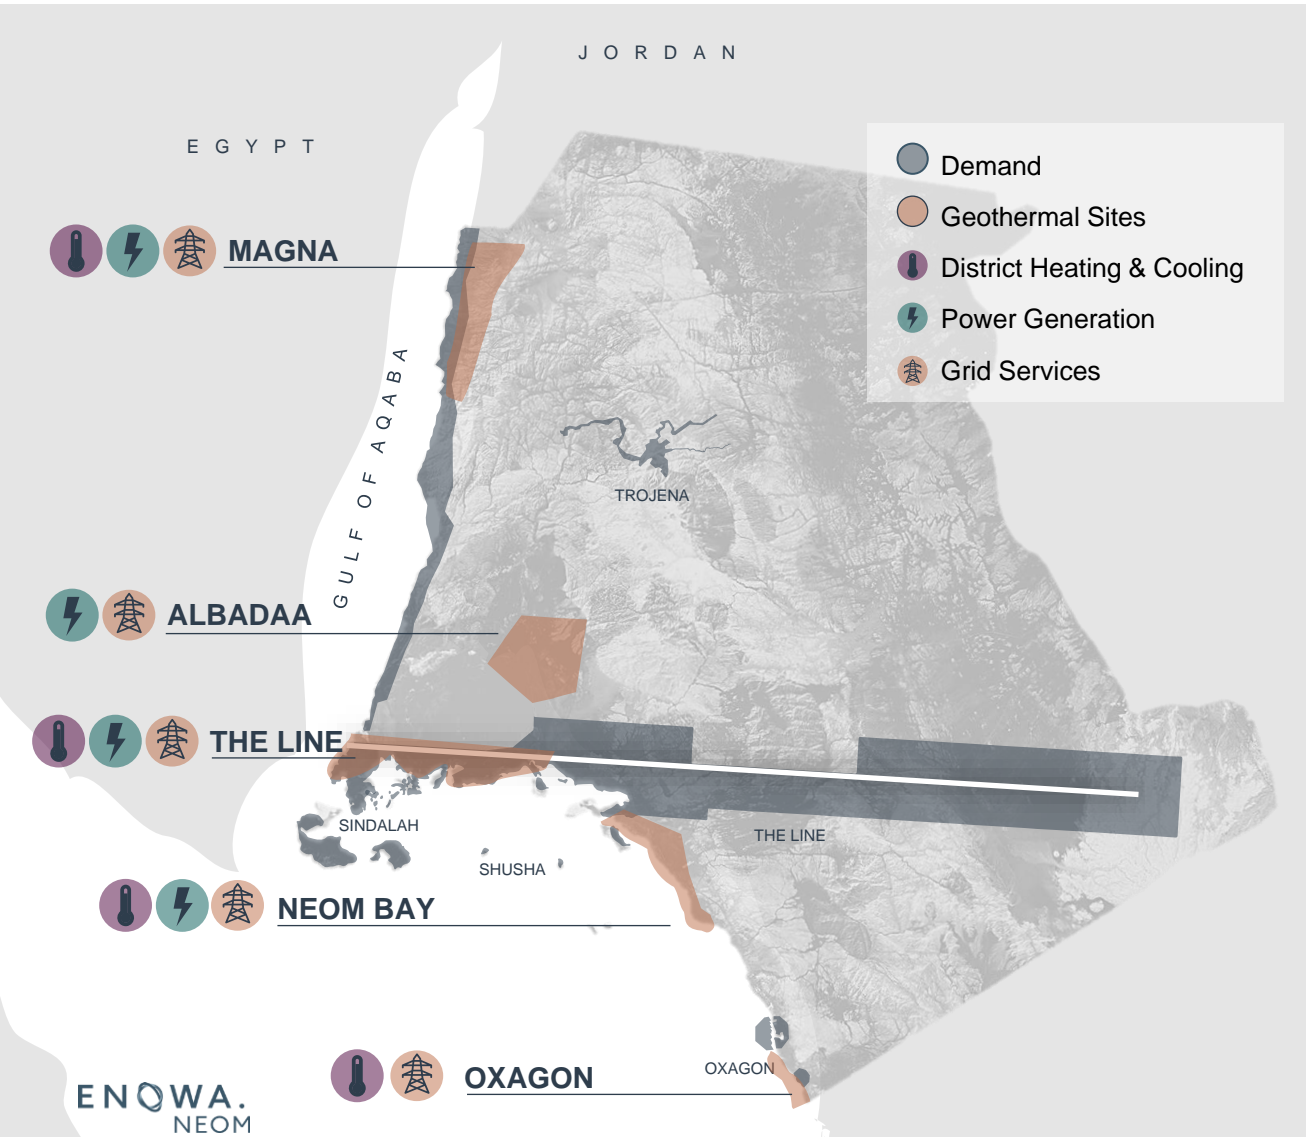 JORDAN
EGYPT
Demand
Geothermal Sites
District Heating & Cooling
Power Generation
Grid Services
MAGNA
GULF OF AQABA
TROJENA
ALBADAA
THE LINE
SINDALAH
THE LINE
SHUSHA
NEOM BAY
OXAGON
OXAGON
ENOWA.
NEOM